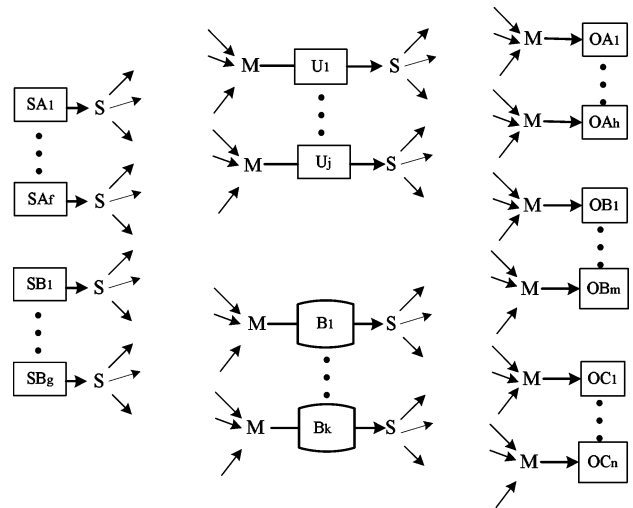 SA1 S
SAf S
SB1 S
SBg S
M U1 S
M Uj S
M B1 S
M Bk S
M OA1
M OAh
M OB1
M OBm
M OC1
M OCn